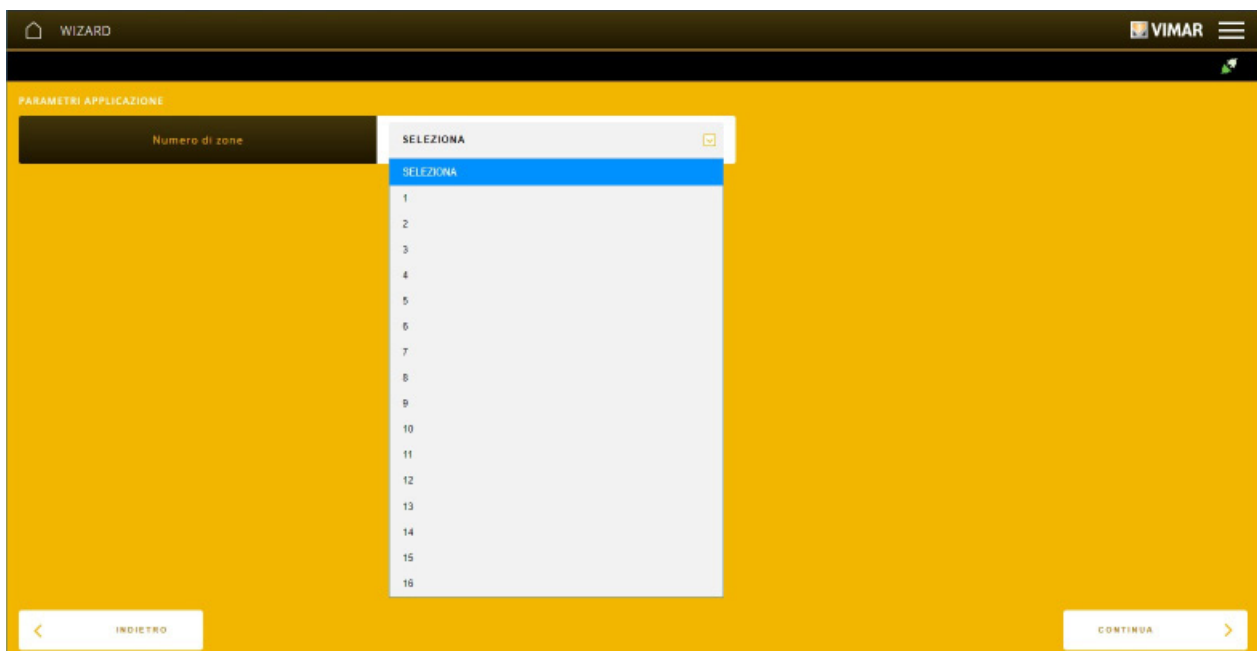 WIZARD
VIMAR
PARAMETRI APPLICAZIONE
Numero di zone
SELEZIONA
SELEZIONA
1
2
3
4
5
6
7
8
9
10
11
12
13
14
15
16
INDIETRO
CONTINUA